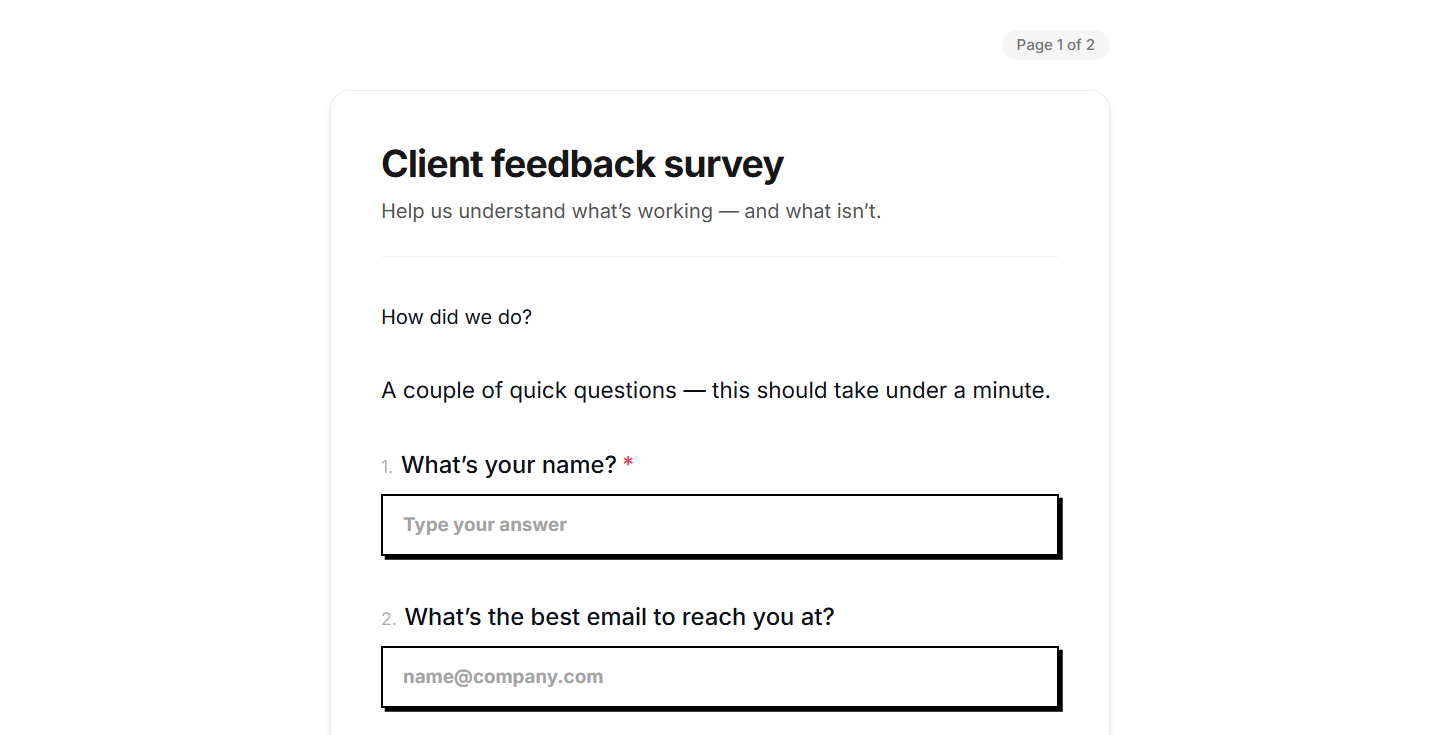 Page 1 of 2
Client feedback survey
Help us understand what’s working — and what isn’t.
How did we do?
A couple of quick questions — this should take under a minute.
1. What’s your name? *
Type your answer
2. What’s the best email to reach you at?
name@company.com